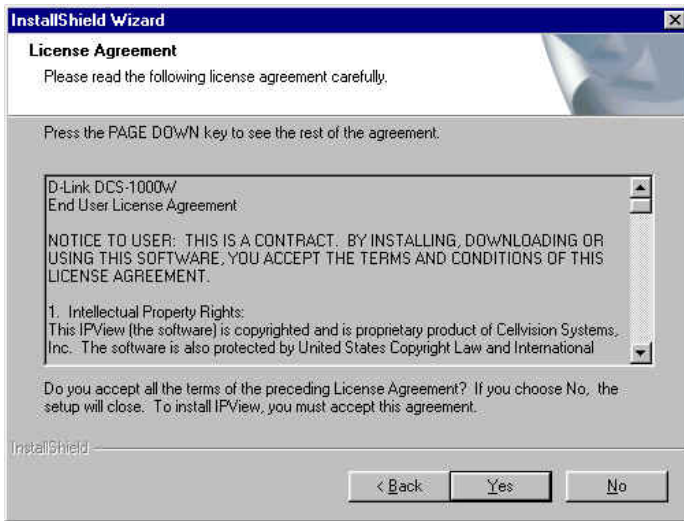 InstallShield Wizard
License Agreement
Please read the following license agreement carefully.
Press the PAGE DOWN key to see the rest of the agreement.
D-Link DCS-1000W
End User License Agreement
NOTICE TO USER: THIS IS A CONTRACT. BY INSTALLING, DOWNLOADING OR
USING THIS SOFTWARE, YOU ACCEPT THE TERMS AND CONDITIONS OF THIS
LICENSE AGREEMENT.
1. Intellectual Property Rights:
This IPView (the software) is copyrighted and is proprietary product of Cellvision Systems,
Inc. The software is also protected by United States Copyright Law and International
Do you accept all the terms of the preceding License Agreement? If you choose No, the
setup will close. To install IPView, you must accept this agreement.
InstallShield
< Back
Yes
No